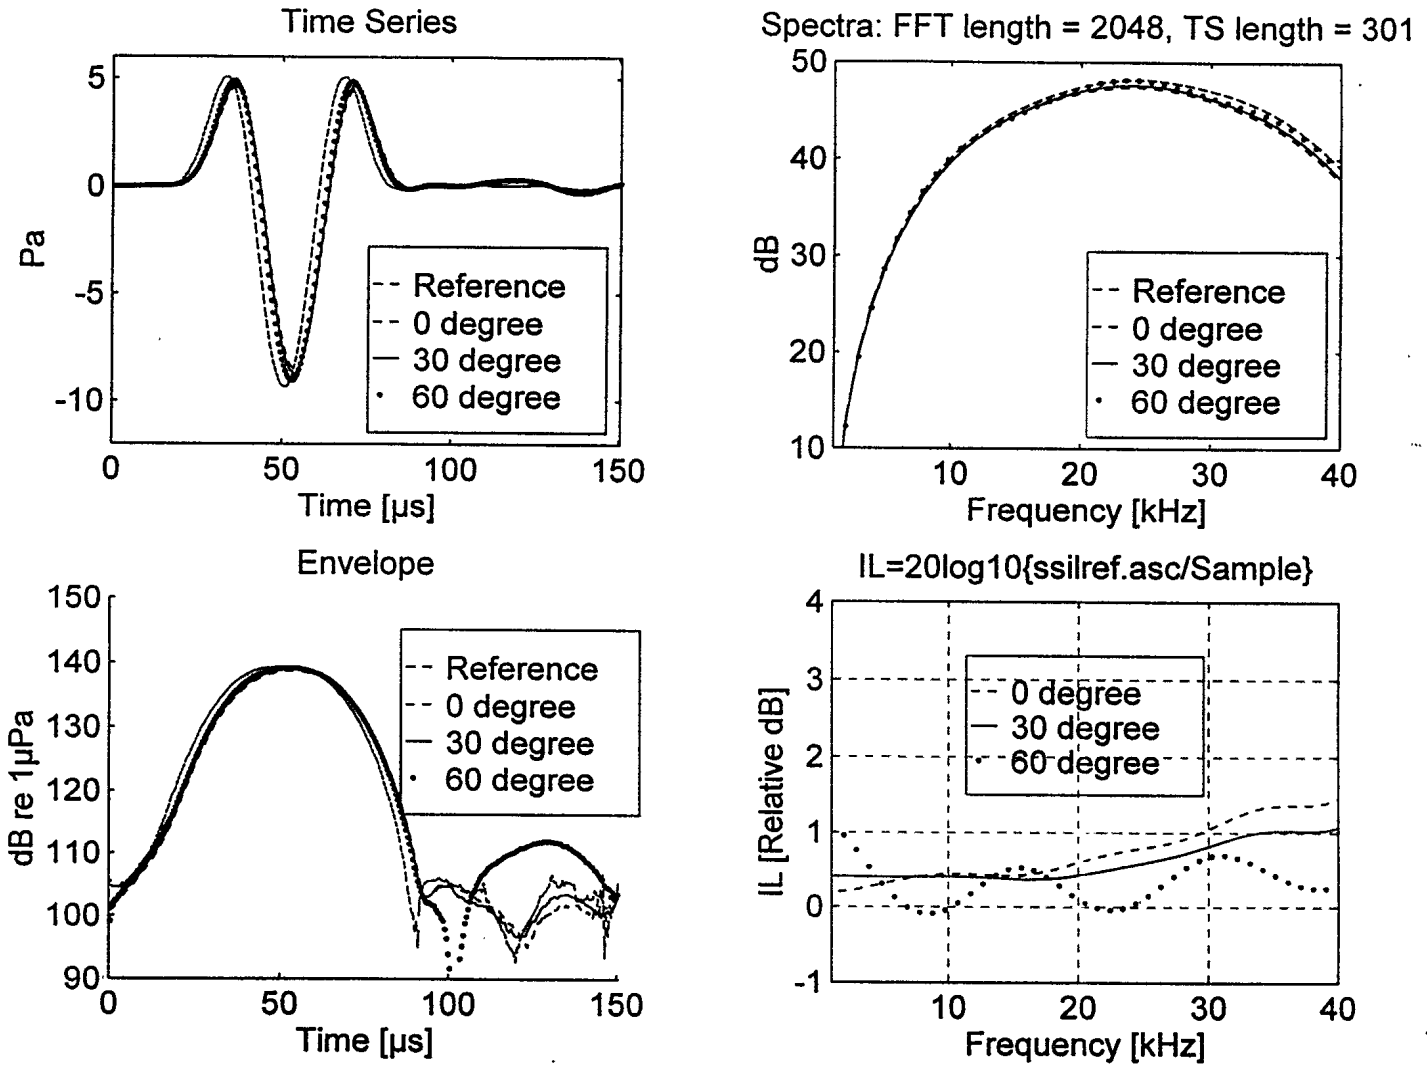 Time Series
5
0
-5
-10
Pa
Reference
0 degree
30 degree
60 degree
0
50
100
150
Time [µs]
Spectra: FFT length = 2048, TS length = 301
50
40
30
20
10
dB
Reference
0 degree
30 degree
60 degree
10
20
30
40
Frequency [kHz]
Envelope
150
140
130
120
110
100
90
dB re 1µPa
Reference
0 degree
30 degree
60 degree
0
50
100
150
Time [µs]
IL=20log10{ssilref.asc/Sample}
4
3
2
1
0
-1
IL [Relative dB]
0 degree
30 degree
60 degree
10
20
30
40
Frequency [kHz]